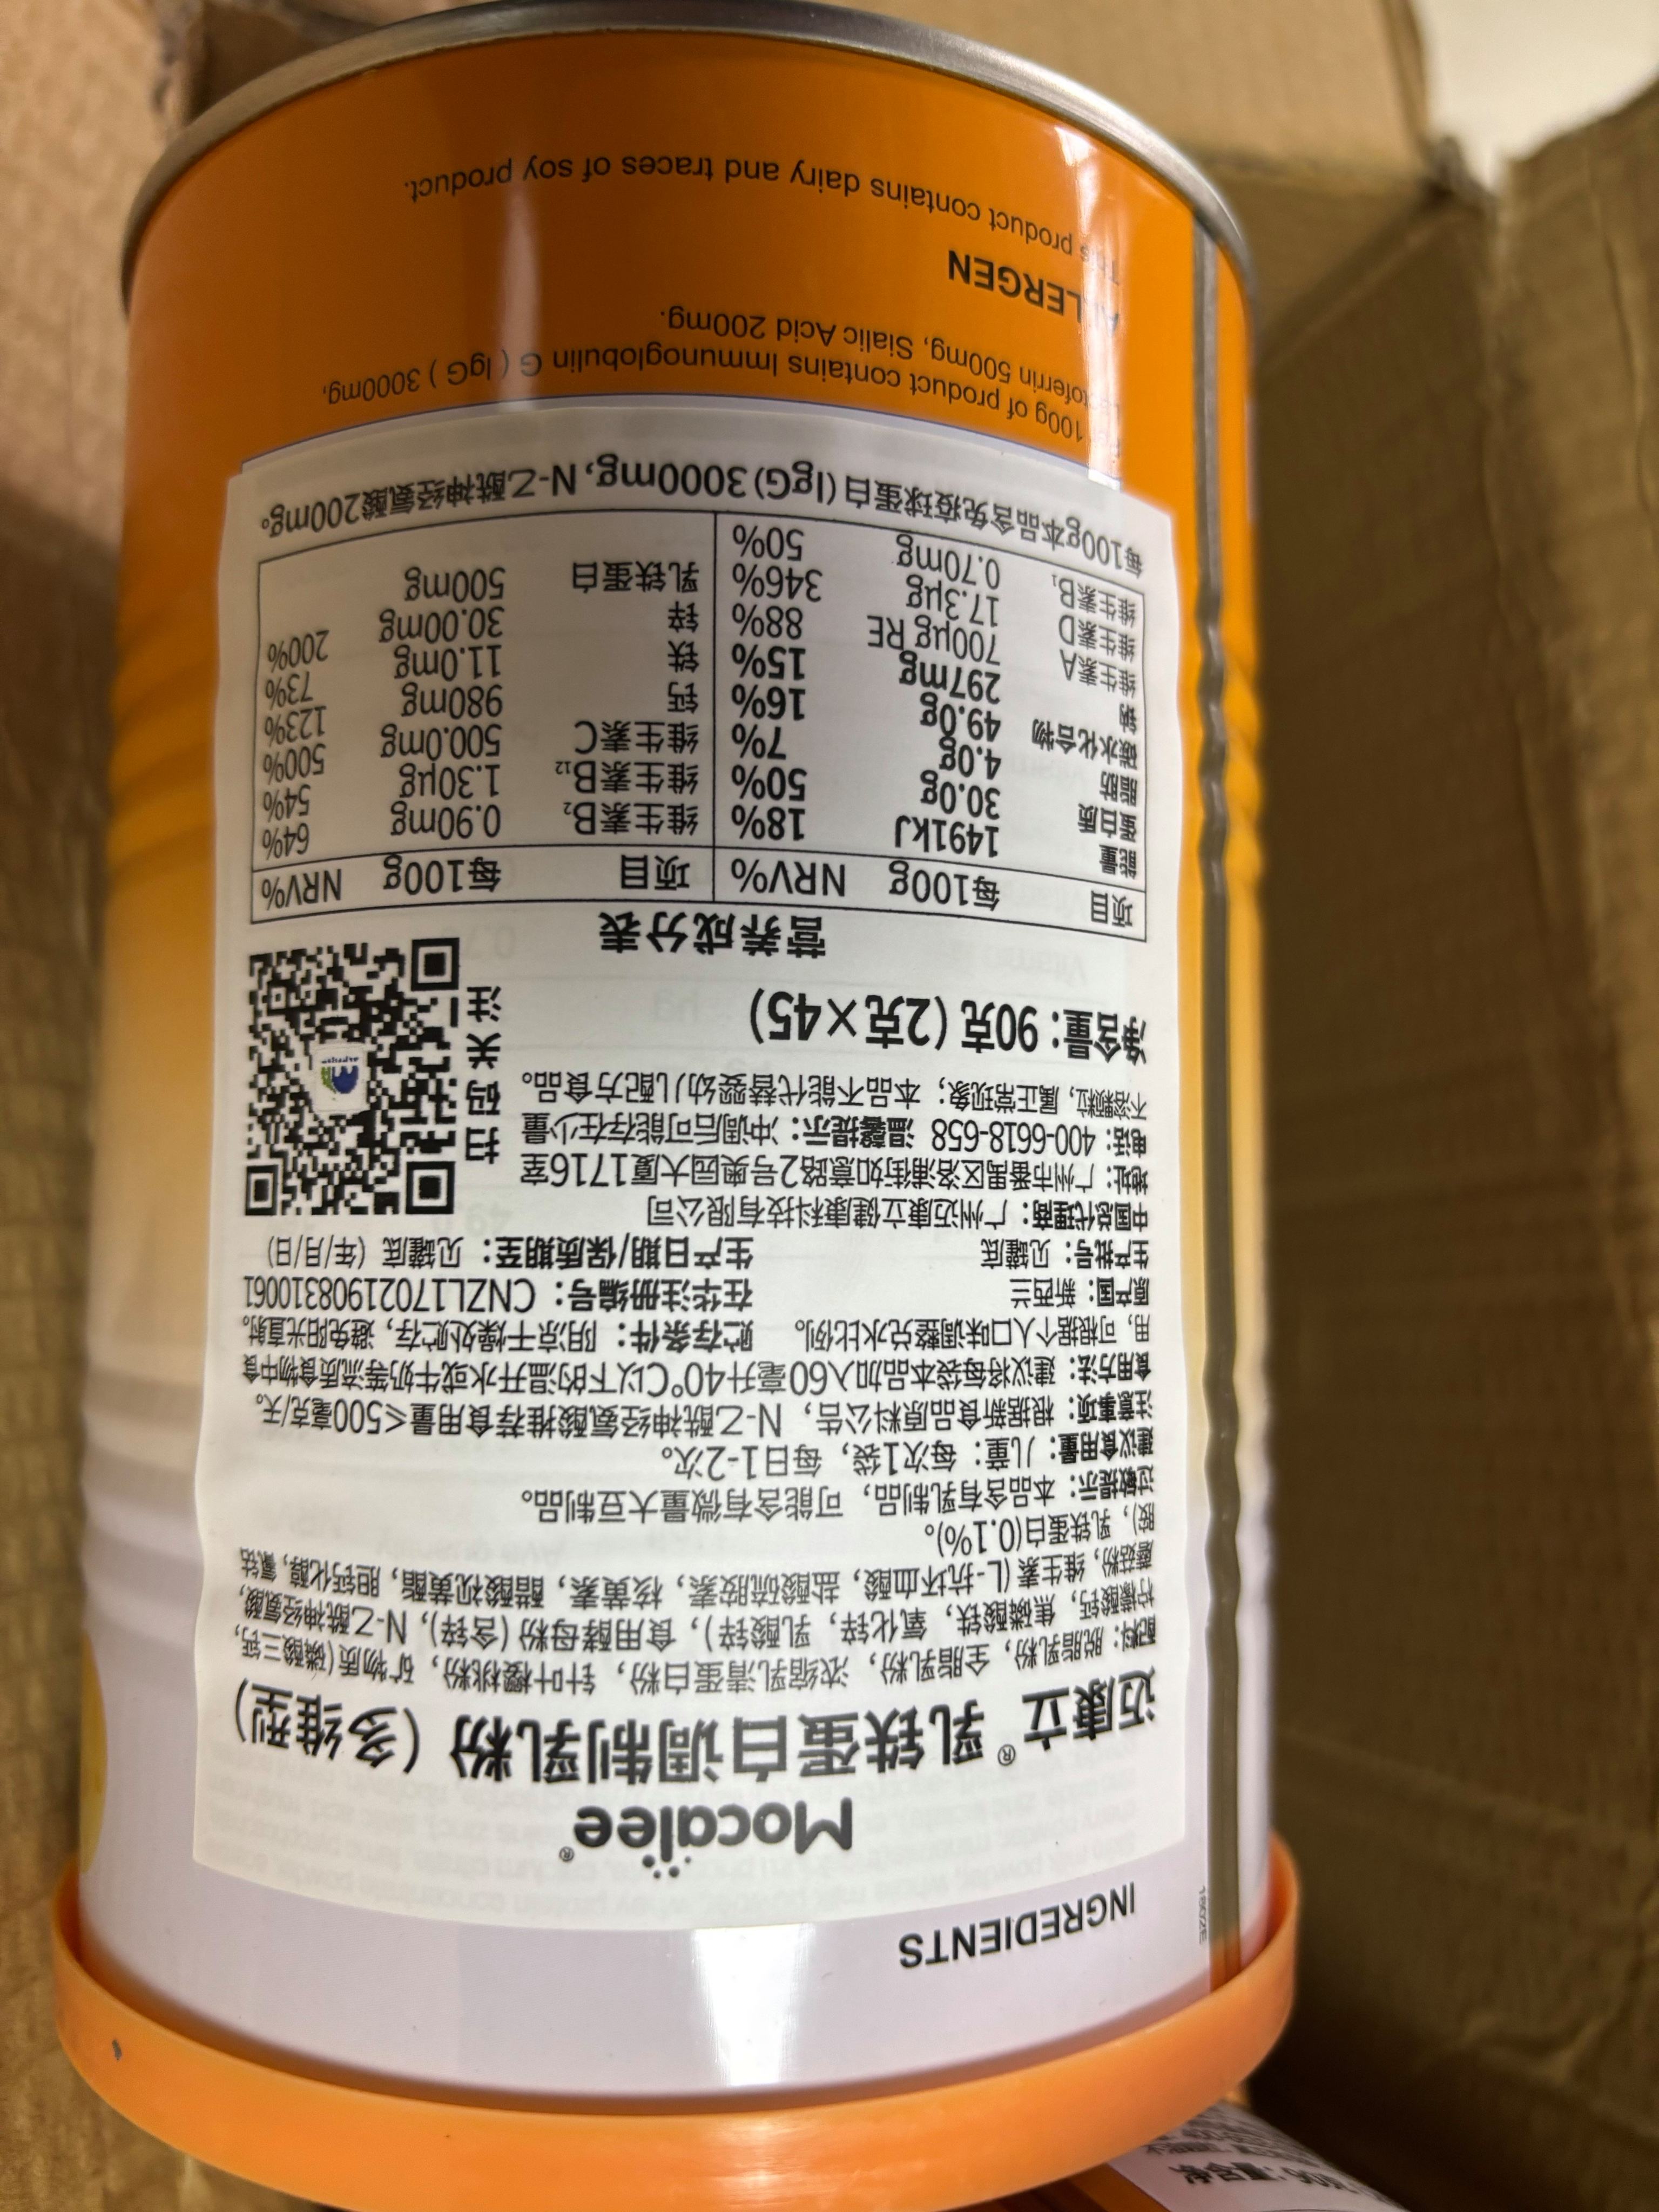 INGREDIENTS
Mocalee®
迈康立® 乳铁蛋白调制乳粉（多维型）
配料：脱脂乳粉，全脂乳粉，浓缩乳清蛋白粉，针叶樱桃粉，矿物质（磷酸三钙，
柠檬酸钙，焦磷酸铁，氧化锌，乳酸锌），食用酵母粉（含锌），N-乙酰神经氨酸，
蘑菇粉，维生素（L-抗坏血酸，盐酸硫胺素，核黄素，醋酸视黄酯，胆钙化醇，氰钴
胺），乳铁蛋白(0.1%)。
过敏提示：本品含有乳制品，可能含有微量大豆制品。
建议食用量：儿童：每次1袋，每日1-2次。
注意事项：根据新食品原料公告，N-乙酰神经氨酸推荐食用量<500毫克/天。
食用方法：建议将每袋本品加入60毫升40°C以下的温开水或牛奶等流质食物中食
用，可根据个人口味调整兑水比例。 贮存条件：阴凉干燥处贮存，避免阳光直射。
原产国：新西兰 在华注册编号：CNZL17021908310061
生产批号：见罐底 生产日期/保质期至：见罐底（年/月/日）
中国总代理商：广州迈康立健康科技有限公司
地址：广州市番禺区洛浦街如意路2号奥园大厦1716室
电话：400-6618-658 温馨提示：冲调后可能存在少量
不溶颗粒，属正常现象；本品不能代替婴幼儿配方食品。
扫码关注
净含量：90克（2克×45）
营养成分表
项目 每100g NRV% 项目 每100g NRV%
能量 1491kJ 18% 维生素B₂ 0.90mg 64%
蛋白质 30.0g 50% 维生素B₁₂ 1.30µg 54%
脂肪 4.0g 7% 维生素C 500.0mg 500%
碳水化合物 49.0g 16% 钙 980mg 123%
钠 297mg 15% 铁 11.0mg 73%
维生素A 700µg RE 88% 锌 30.00mg 200%
维生素D 17.3µg 346% 乳铁蛋白 500mg
维生素B₁ 0.70mg 50%
每100g本品含免疫球蛋白(IgG)3000mg，N-乙酰神经氨酸200mg。
100g of product contains Immunoglobulin G ( IgG ) 3000mg,
Lactoferrin 500mg, Sialic Acid 200mg.
ALLERGEN
This product contains dairy and traces of soy product.
净含量：90克